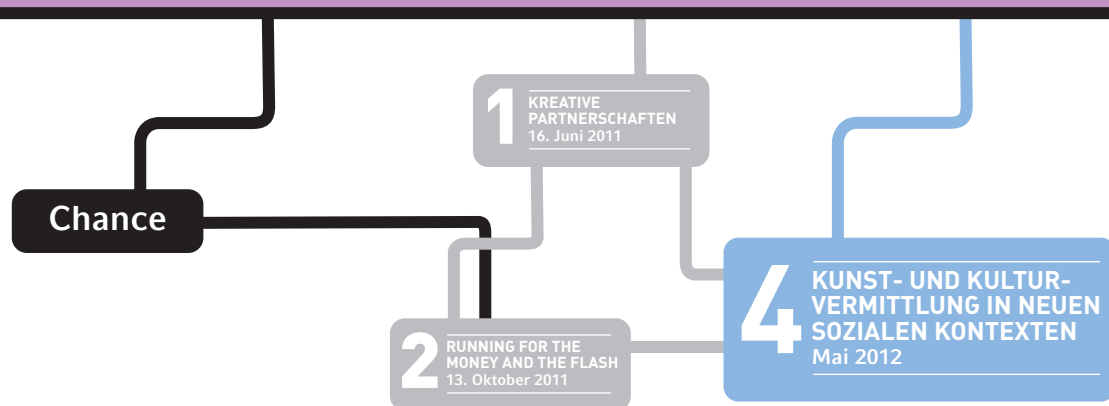 1
KREATIVE
PARTNERSCHAFTEN
16. Juni 2011
Chance
4
KUNST- UND KULTUR-
VERMITTLUNG IN NEUEN
SOZIALEN KONTEXTEN
Mai 2012
2
RUNNING FOR THE
MONEY AND THE FLASH
13. Oktober 2011